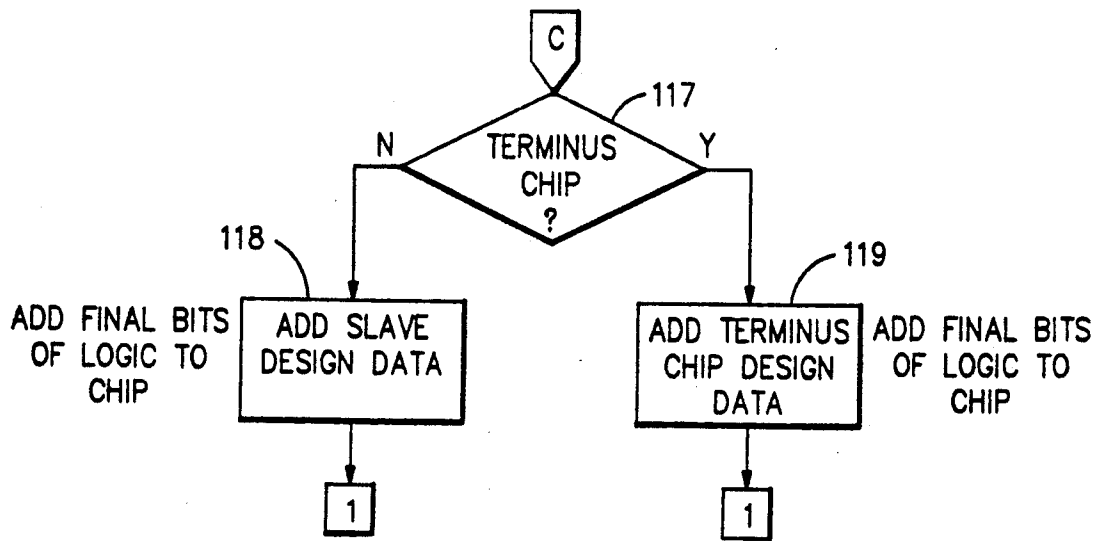 C
117
N
TERMINUS
CHIP
?
Y
118
119
ADD FINAL BITS
OF LOGIC TO
CHIP
ADD SLAVE
DESIGN DATA
ADD TERMINUS
CHIP DESIGN
DATA
ADD FINAL BITS
OF LOGIC TO
CHIP
1
1